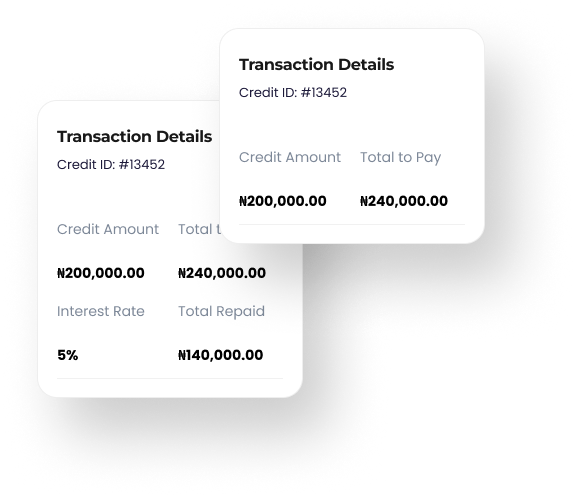 Transaction Details
Credit ID: #13452
Credit Amount Total to Pay
₦200,000.00 ₦240,000.00
Transaction Details
Credit ID: #13452
Credit Amount Total
₦200,000.00 ₦240,000.00
Interest Rate Total Repaid
5% ₦140,000.00